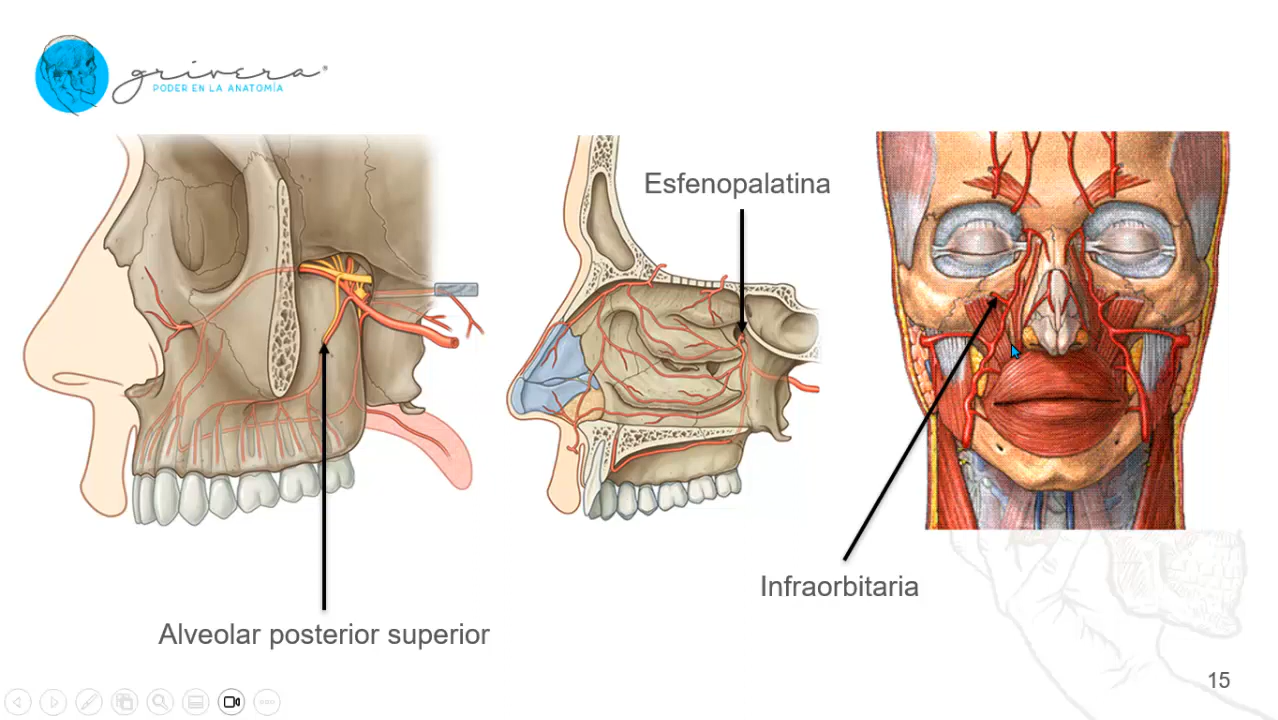 grivera
PODER EN LA ANATOMÍA
Esfenopalatina
Infraorbitaria
Alveolar posterior superior
15